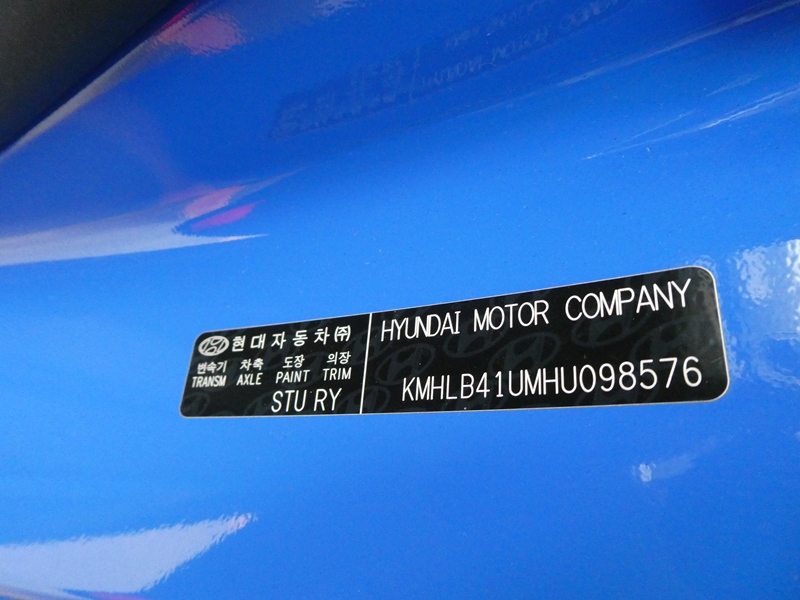 현대자동차㈜
변속기 차축 도장 의장
TRANSM AXLE PAINT TRIM
STU RY
HYUNDAI MOTOR COMPANY
KMHLB41UMHU098576